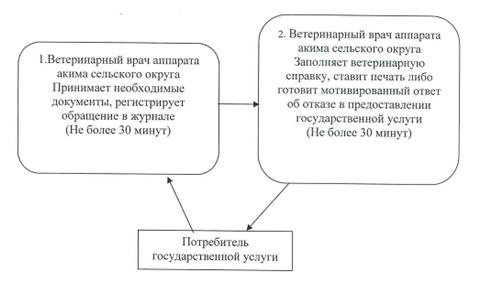 1.Ветеринарный врач аппарата
акима сельского округа
Принимает необходимые
документы, регистрирует
обращение в журнале
(Не более 30 минут)
2. Ветеринарный врач аппарата
акима сельского округа
Заполняет ветеринарную
справку, ставит печать либо
готовит мотивированный ответ
об отказе в предоставлении
государственной услуги
(Не более 30 минут)
Потребитель
государственной услуги